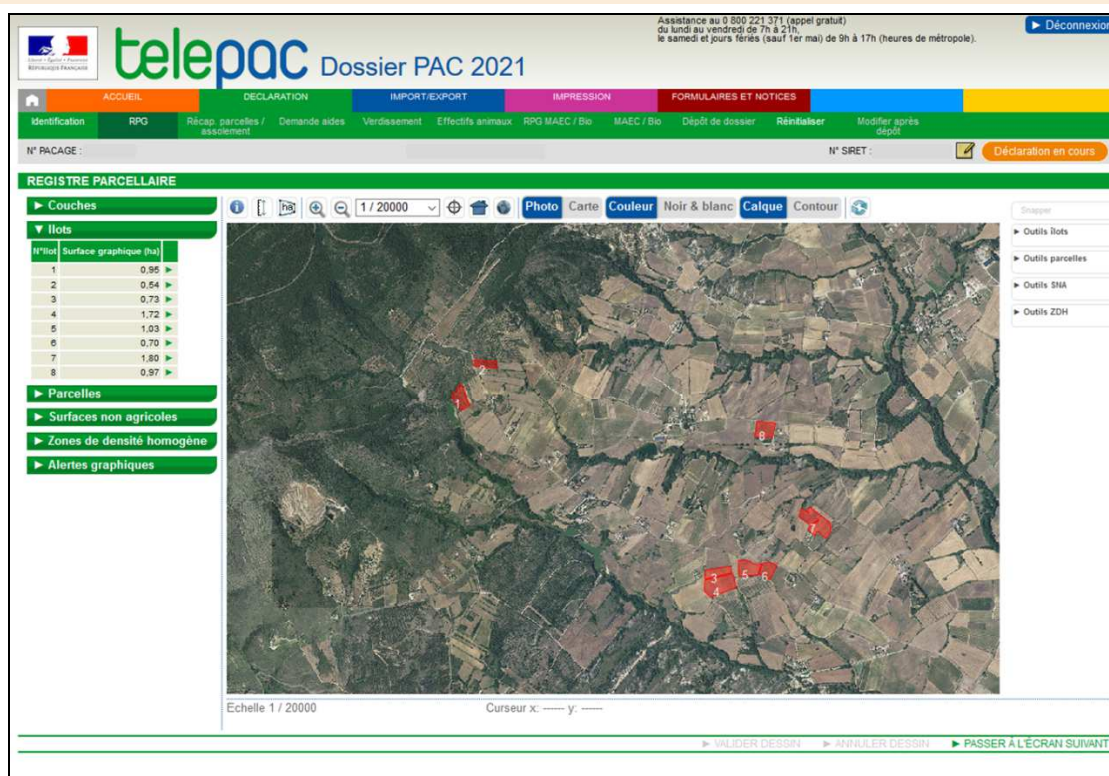 Assistance au 0 800 221 371 (appel gratuit)
du lundi au vendredi de 7h à 21h,
le samedi et jours fériés (sauf 1er mai) de 9h à 17h (heures de métropole).
► Déconnexion
Liberté • Égalité • Fraternité
RÉPUBLIQUE FRANÇAISE
telepac Dossier PAC 2021
ACCUEIL DECLARATION IMPORT/EXPORT IMPRESSION FORMULAIRES ET NOTICES
Identification RPG Récap. parcelles / assolement Demande aides Verdissement Effectifs animaux RPG MAEC / Bio MAEC / Bio Dépôt de dossier Réinitialiser Modifier après dépôt
N° PACAGE : N° SIRET : Déclaration en cours
REGISTRE PARCELLAIRE
► Couches
▼ Ilots
N°Ilot Surface graphique (ha)
1 0,95 ►
2 0,54 ►
3 0,73 ►
4 1,72 ►
5 1,03 ►
6 0,70 ►
7 1,80 ►
8 0,97 ►
► Parcelles
► Surfaces non agricoles
► Zones de densité homogène
► Alertes graphiques
ha 1 / 20000 Photo Carte Couleur Noir & blanc Calque Contour
2
1
8
7
3
5
6
4
Snapper
► Outils îlots
► Outils parcelles
► Outils SNA
► Outils ZDH
Echelle 1 / 20000 Curseur x: ------ y: ------
► VALIDER DESSIN ► ANNULER DESSIN ► PASSER À L'ÉCRAN SUIVANT